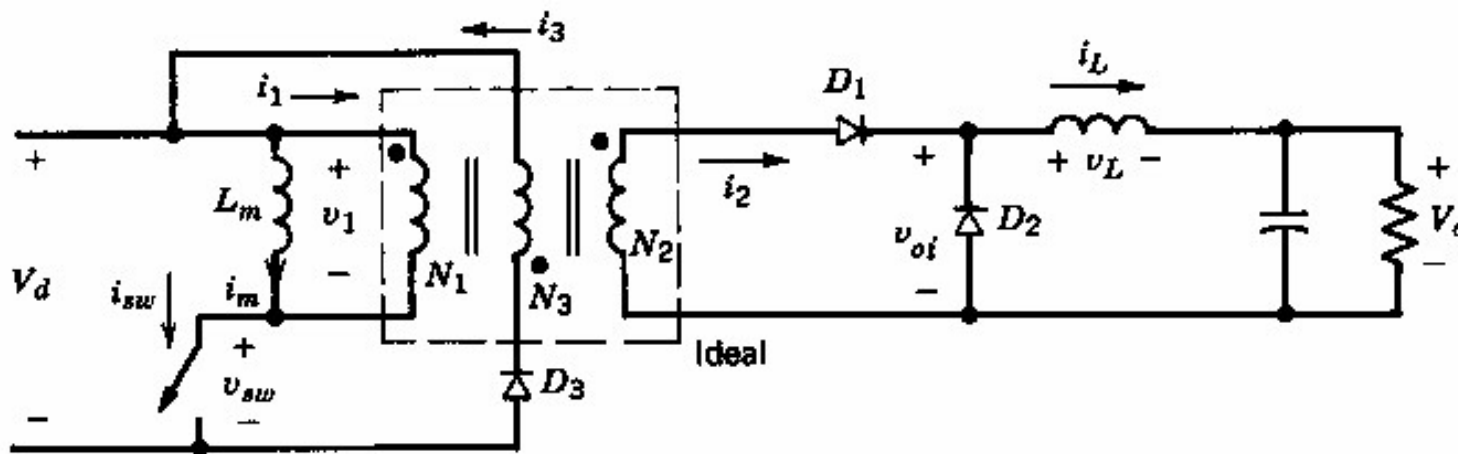 i3
i1
D1
iL
+
+
+
vL
-
+
Lm
+
v1
i2
D2
-
voi
Vd
isw
im
-
N1
N3
N2
-
-
+
vsw
-
D3
Ideal
-